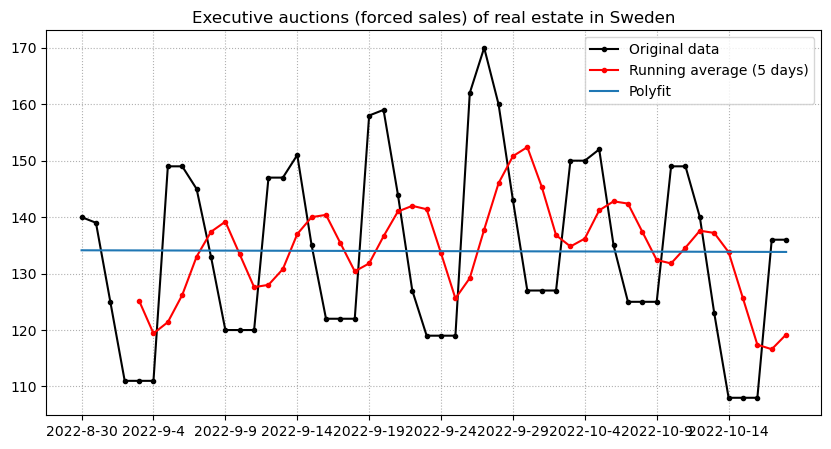 Executive auctions (forced sales) of real estate in Sweden
Original data
Running average (5 days)
Polyfit
170
160
150
140
130
120
110
2022-8-30 2022-9-4 2022-9-9 2022-9-14 2022-9-19 2022-9-24 2022-9-29 2022-10-4 2022-10-9 2022-10-14